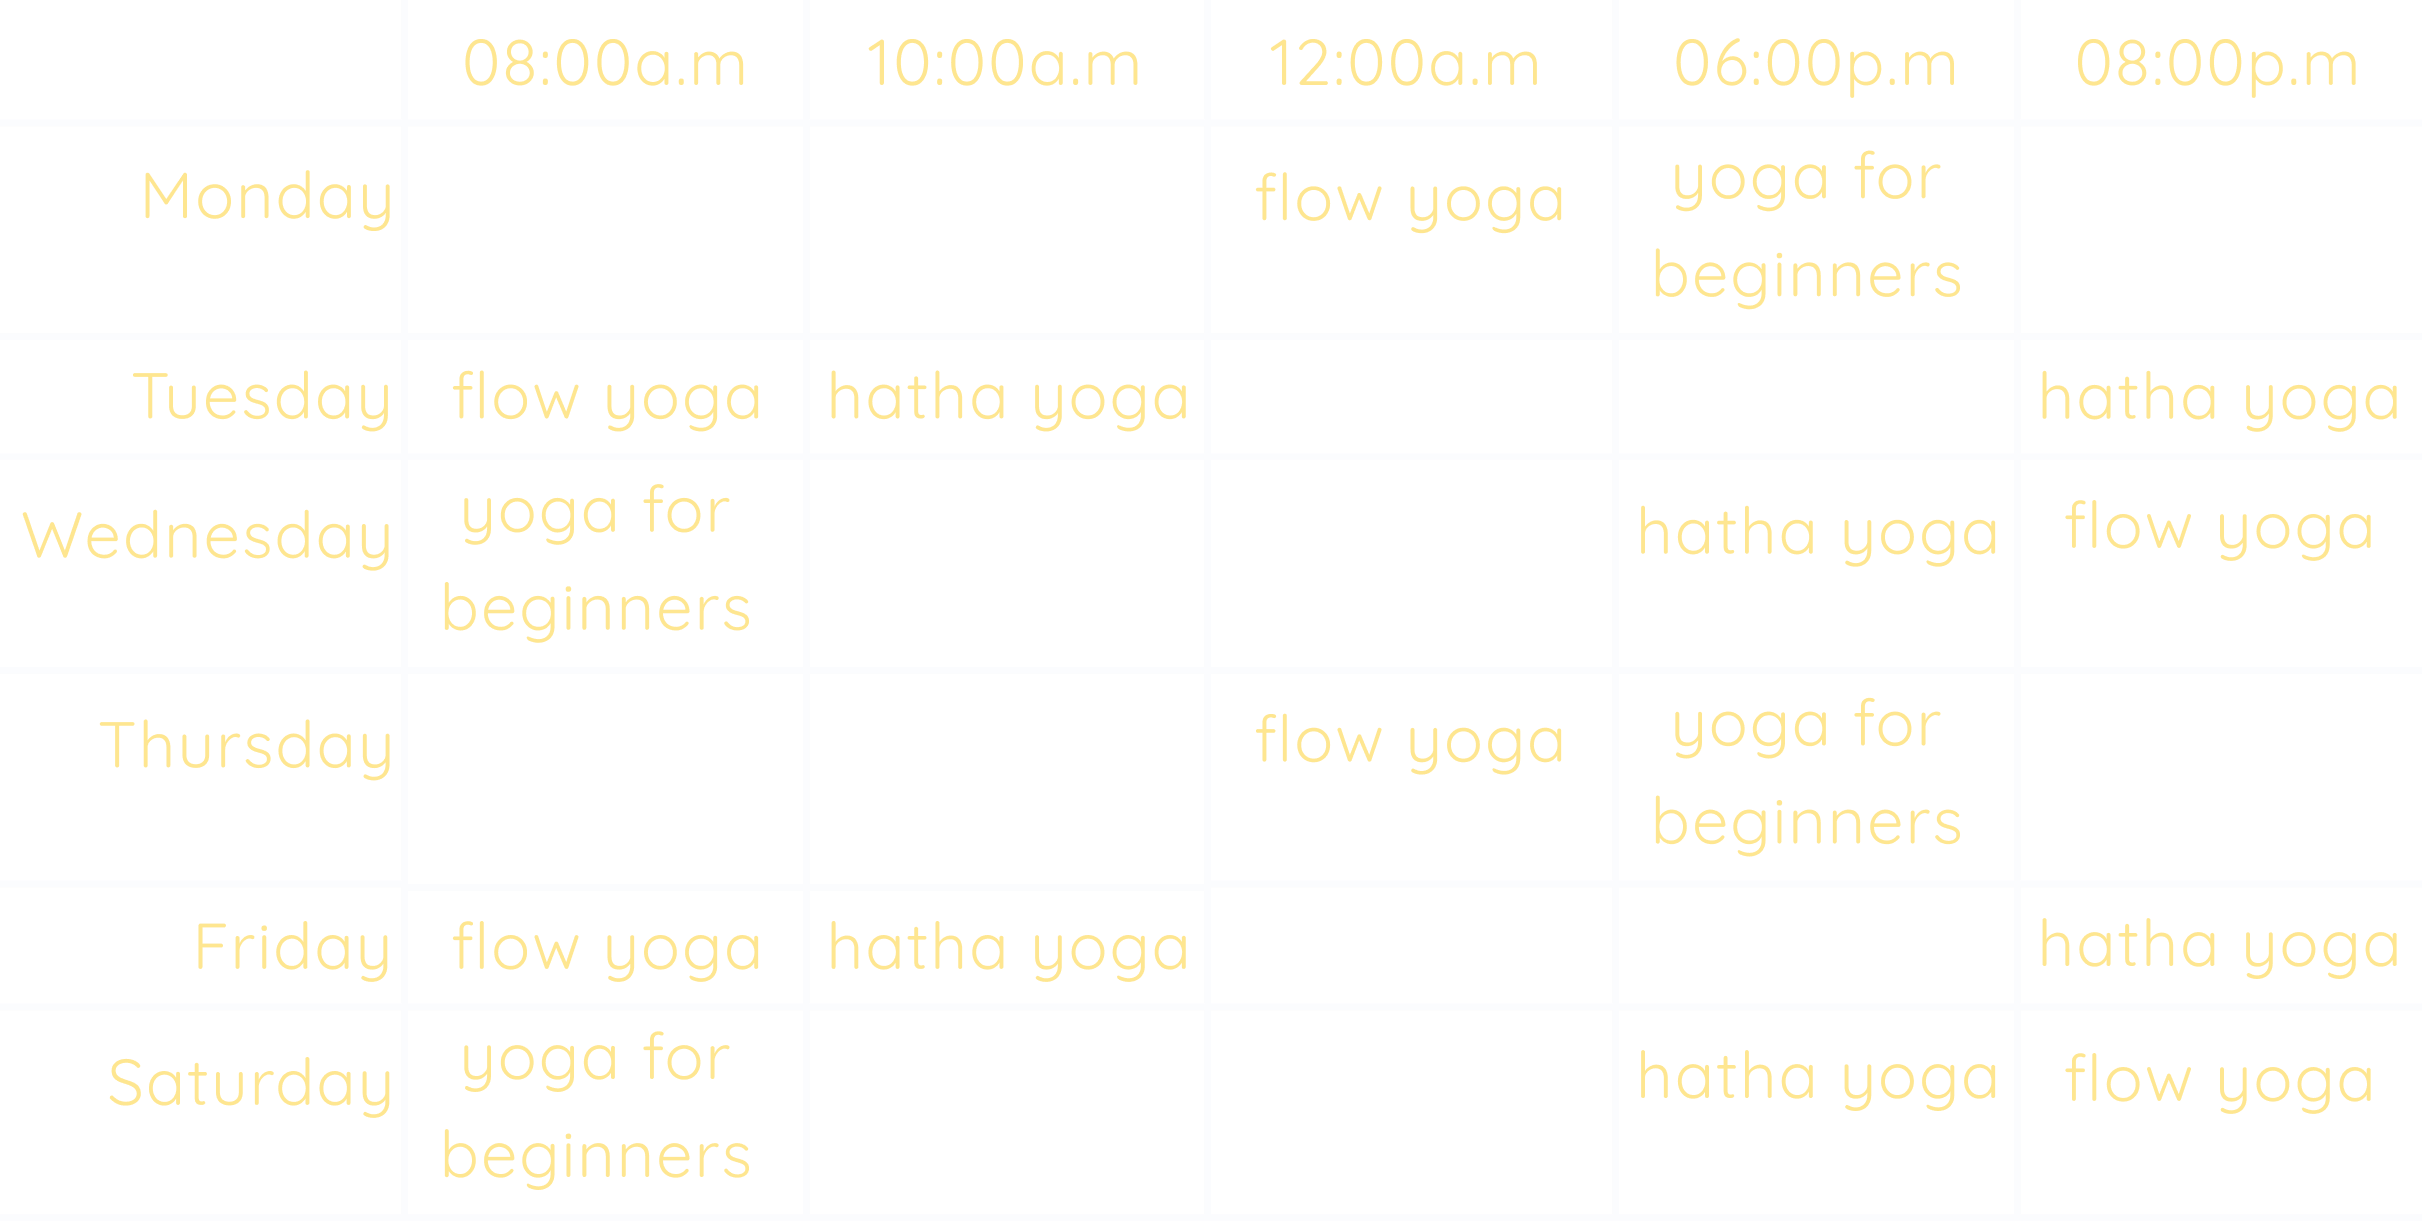 08:00a.m 10:00a.m 12:00a.m 06:00p.m 08:00p.m
Monday flow yoga yoga for
beginners
Tuesday flow yoga hatha yoga hatha yoga
Wednesday yoga for hatha yoga flow yoga
beginners
Thursday flow yoga yoga for
beginners
Friday flow yoga hatha yoga hatha yoga
Saturday yoga for hatha yoga flow yoga
beginners